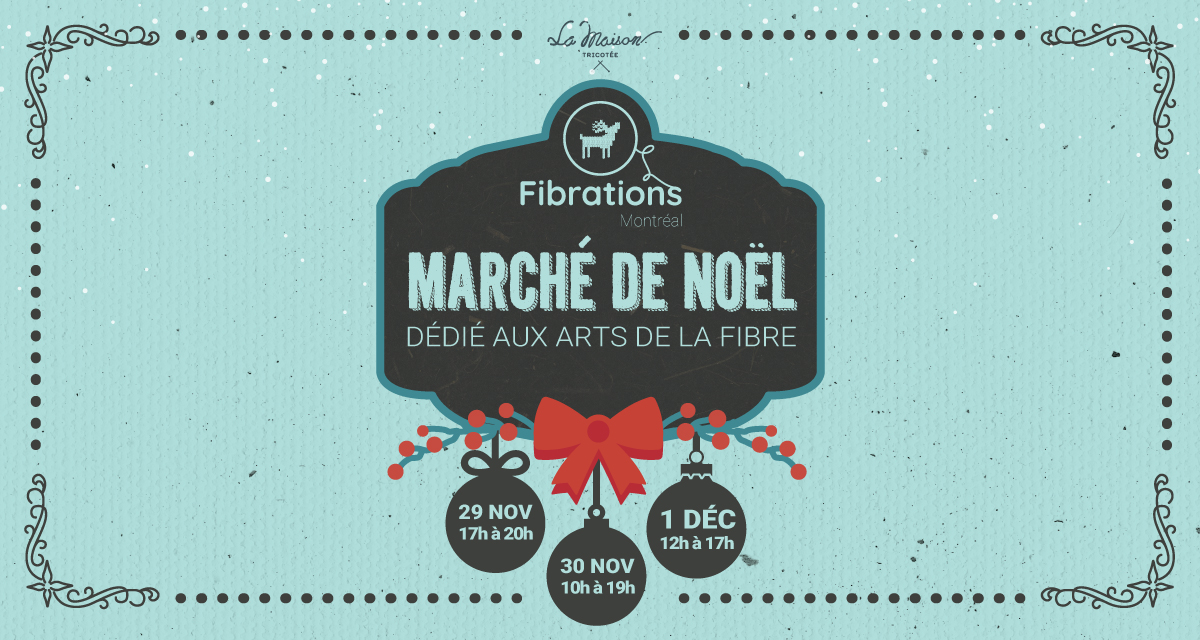 La Maison
TRICOTÉE
Fibrations
Montréal
MARCHÉ DE NOËL
DÉDIÉ AUX ARTS DE LA FIBRE
29 NOV
17h à 20h
30 NOV
10h à 19h
1 DÉC
12h à 17h